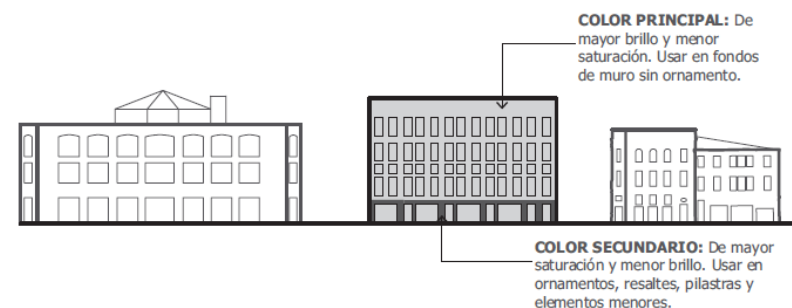 COLOR PRINCIPAL: De
mayor brillo y menor
saturación. Usar en fondos
de muro sin ornamento.
COLOR SECUNDARIO: De mayor
saturación y menor brillo. Usar en
ornamentos, resaltes, pilastras y
elementos menores.